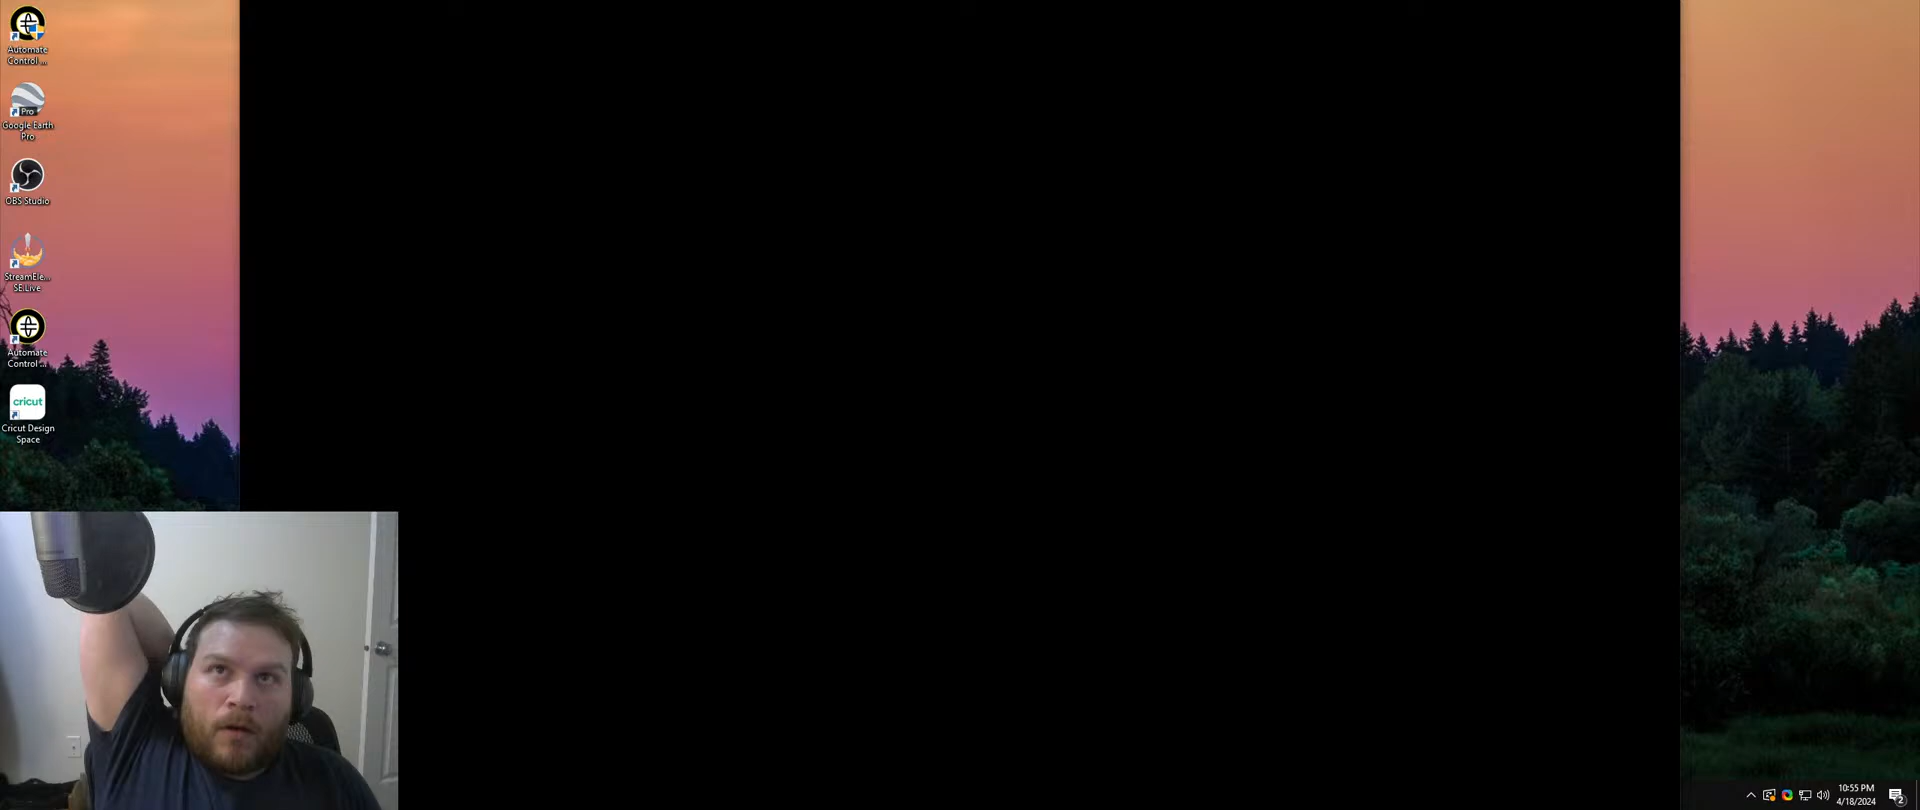 Automate
Control ...
Pro
Google Earth
Pro
OBS Studio
StreamEle...
SE.Live
Automate
Control ...
cricut
Cricut Design
Space
10:55 PM
4/18/2024
2